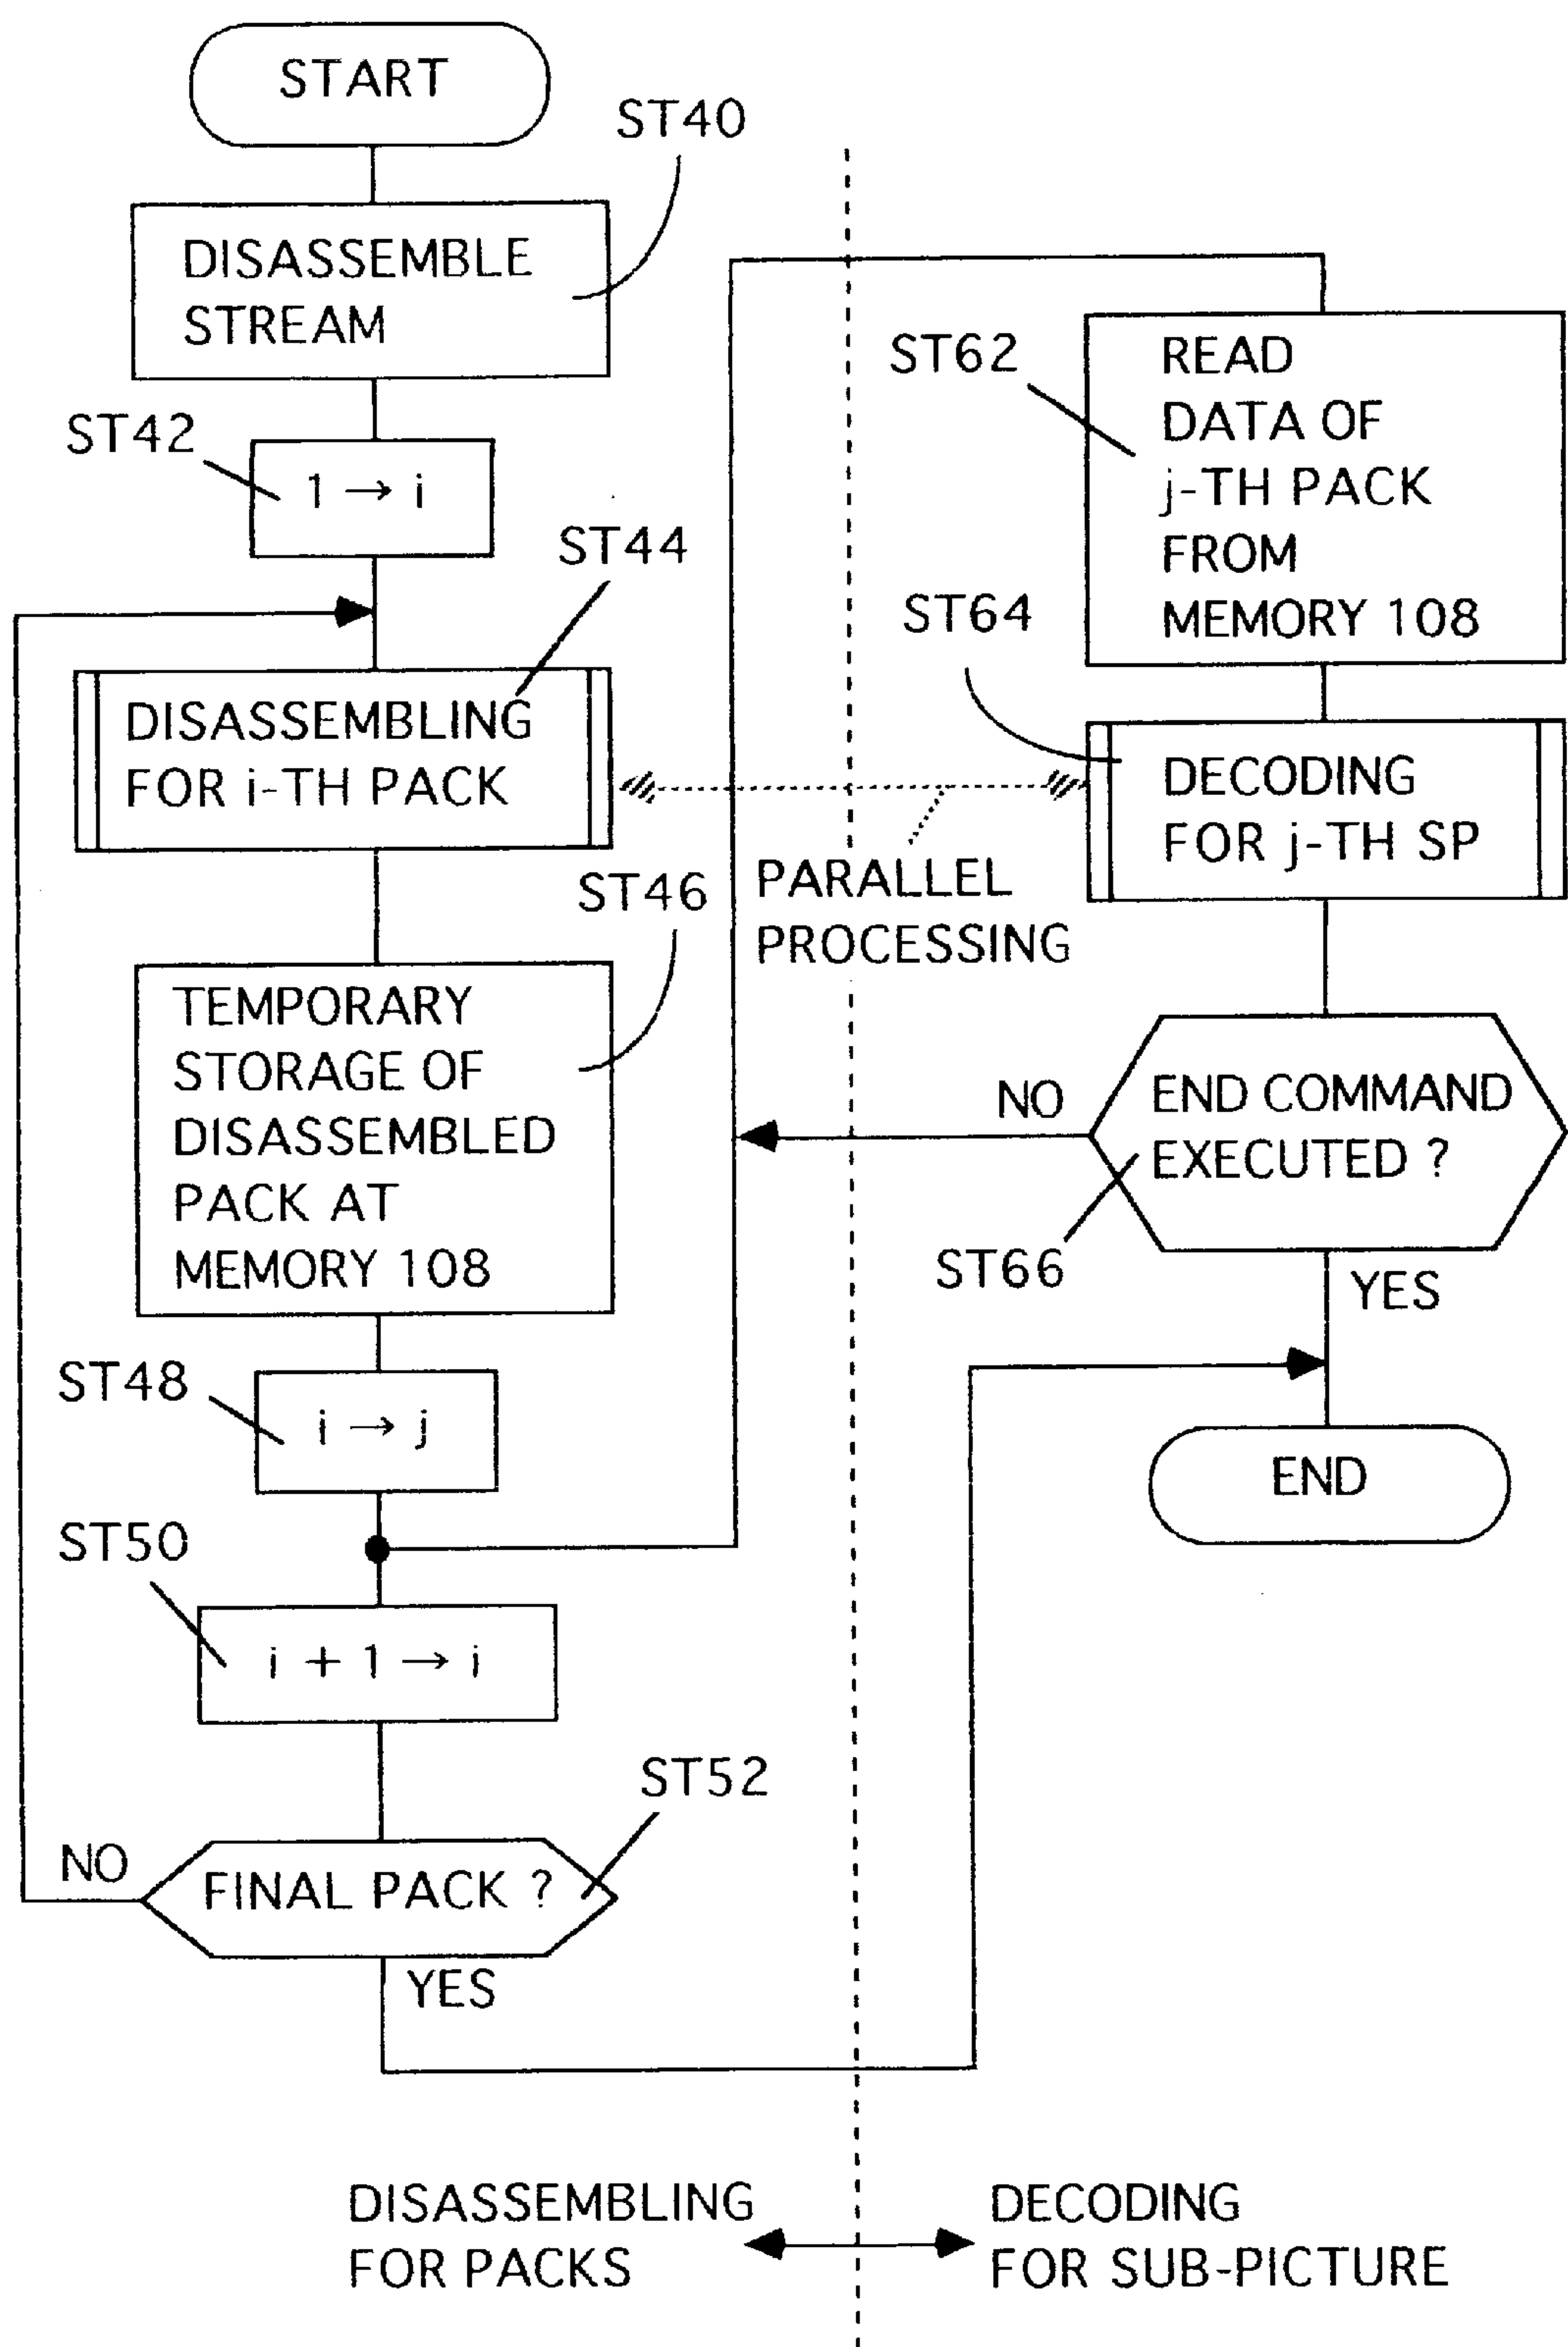 START
ST40
DISASSEMBLE
STREAM
ST42
1 → i
ST44
DISASSEMBLING
FOR i-TH PACK
ST46
TEMPORARY
STORAGE OF
DISASSEMBLED
PACK AT
MEMORY 108
ST48
i → j
ST50
i + 1 → i
ST52
NO
FINAL PACK ?
YES
ST62
READ
DATA OF
j-TH PACK
FROM
MEMORY 108
ST64
DECODING
FOR j-TH SP
PARALLEL
PROCESSING
NO
END COMMAND
EXECUTED ?
ST66
YES
END
DISASSEMBLING
FOR PACKS
DECODING
FOR SUB-PICTURE